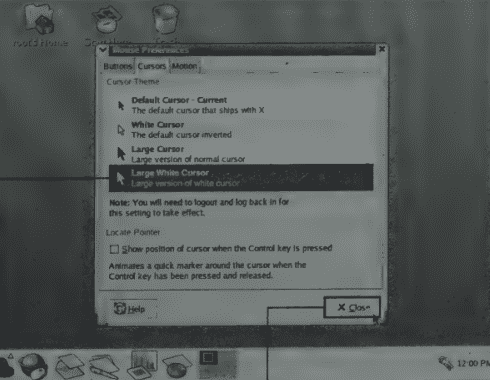 root's Home
Mouse Preferences
Buttons Cursors Motion
Cursor Theme
Default Cursor - Current
The default cursor that ships with X
White Cursor
The default cursor inverted
Large Cursor
Large version of normal cursor
Large White Cursor
Large version of white cursor
Note: You will need to logout and log back in for
this setting to take effect.
Locate Pointer
Show position of cursor when the Control key is pressed
Animates a quick marker around the cursor when the
Control key has been pressed and released.
Help
Close
12:00 PM